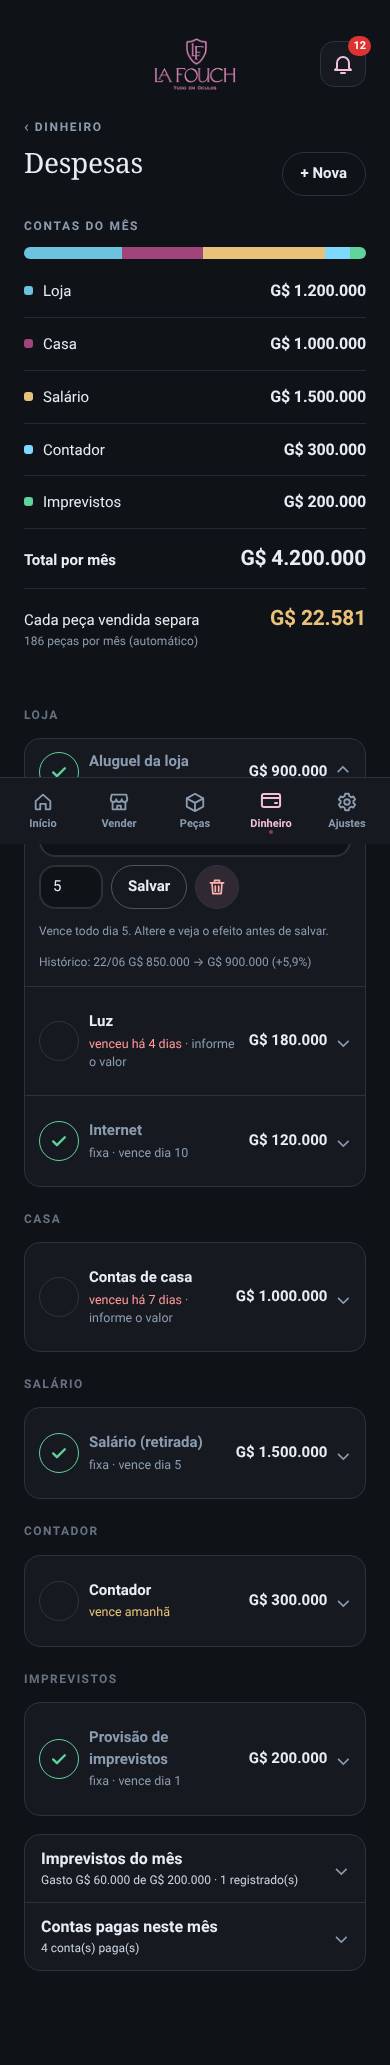 LF
LA FOUCH
TUDO EM ÓCULOS
12
‹ DINHEIRO
Despesas
+ Nova
CONTAS DO MÊS
Loja G$ 1.200.000
Casa G$ 1.000.000
Salário G$ 1.500.000
Contador G$ 300.000
Imprevistos G$ 200.000
Total por mês G$ 4.200.000
Cada peça vendida separa G$ 22.581
186 peças por mês (automático)
LOJA
Aluguel da loja G$ 900.000
Início Vender Peças Dinheiro Ajustes
5 Salvar
Vence todo dia 5. Altere e veja o efeito antes de salvar.
Histórico: 22/06 G$ 850.000 → G$ 900.000 (+5,9%)
Luz G$ 180.000
venceu há 4 dias · informe
o valor
Internet G$ 120.000
fixa · vence dia 10
CASA
Contas de casa G$ 1.000.000
venceu há 7 dias ·
informe o valor
SALÁRIO
Salário (retirada) G$ 1.500.000
fixa · vence dia 5
CONTADOR
Contador G$ 300.000
vence amanhã
IMPREVISTOS
Provisão de
imprevistos G$ 200.000
fixa · vence dia 1
Imprevistos do mês
Gasto G$ 60.000 de G$ 200.000 · 1 registrado(s)
Contas pagas neste mês
4 conta(s) paga(s)